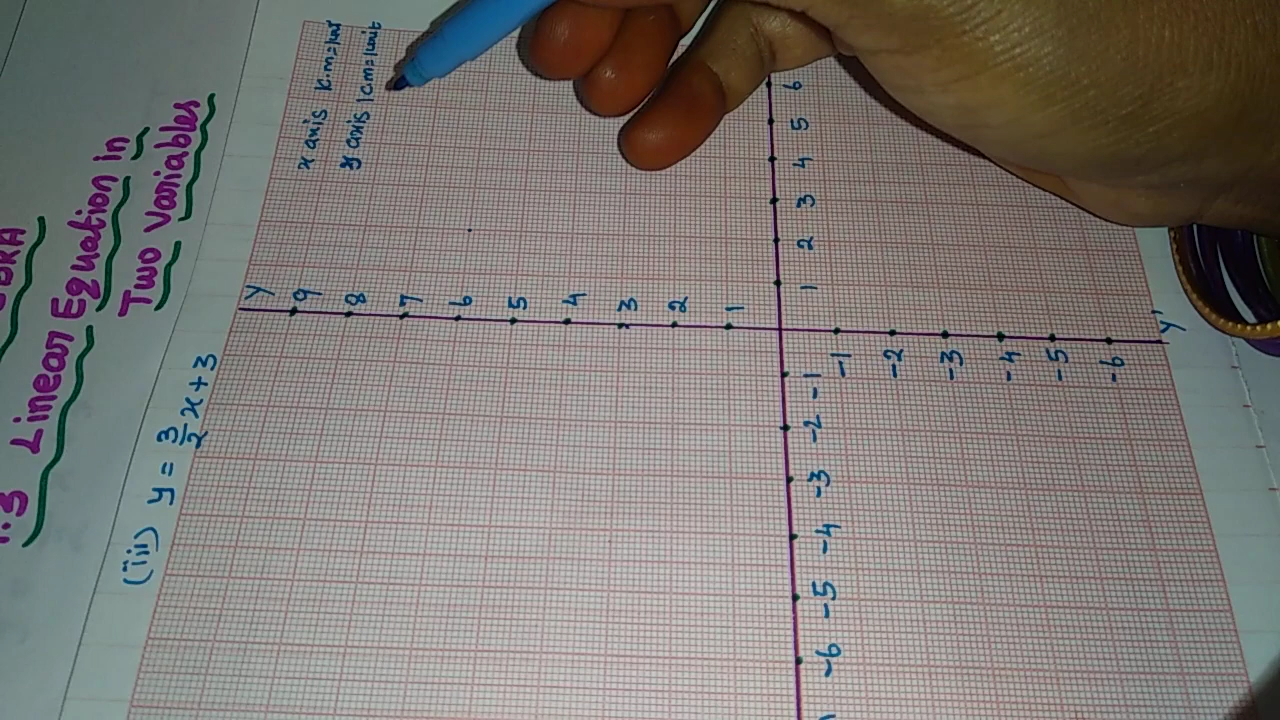 Linear Equation in
Two Variables
(iii) y = 3/2 x + 3
x axis
y axis 1cm=1unit
Y
9
8
7
6
5
4
3
2
1
-6 -5 -4 -3 -2 -1 1 2 3 4 5 6
-1
-2
-3
-4
-5
-6
Y'